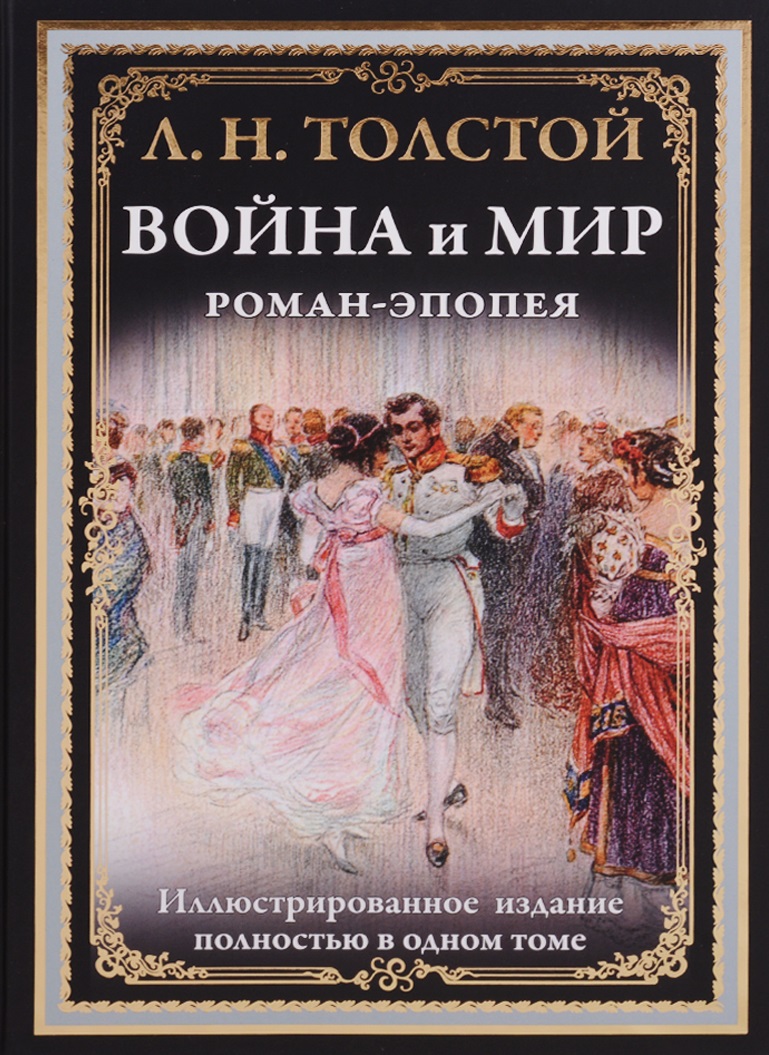 Л. Н. ТОЛСТОЙ
ВОЙНА и МИР
РОМАН-ЭПОПЕЯ
Иллюстрированное издание
полностью в одном томе